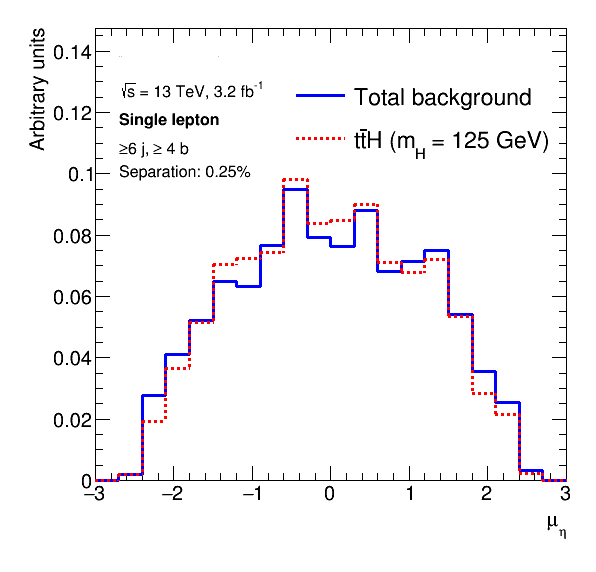 Arbitrary units
0.14
0.12
0.1
0.08
0.06
0.04
0.02
0
√s = 13 TeV, 3.2 fb⁻¹
Single lepton
≥6 j, ≥ 4 b
Separation: 0.25%
Total background
tt̄H (m_H = 125 GeV)
−3 −2 −1 0 1 2 3
μ_η